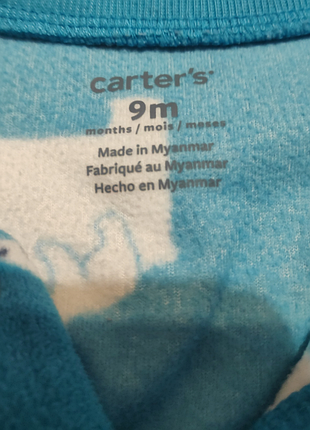 carter's
9m
months / mois / meses
Made in Myanmar
Fabriqué au Myanmar
Hecho en Myanmar